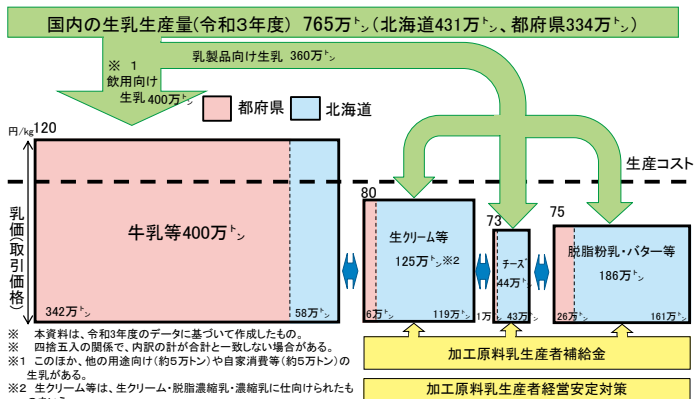 国内の生乳生産量(令和3年度) 765万㌧(北海道431万㌧、都府県334万㌧)
乳製品向け生乳 360万㌧
※ 1
飲用向け
生乳400万㌧
都府県
北海道
円/kg
120
生産コスト
乳価(取引価格)
牛乳等400万㌧
342万㌧
58万㌧
80
生クリーム等
125万㌧※2
6万㌧
119万㌧
73
チーズ
44万㌧
1万㌧
43万㌧
75
脱脂粉乳・バター等
186万㌧
26万㌧
161万㌧
※ 本資料は、令和3年度のデータに基づいて作成したもの。
※ 四捨五入の関係で、内訳の計が合計と一致しない場合がある。
※1 このほか、他の用途向け(約5万トン)や自家消費等(約5万トン)の
生乳がある。
※2 生クリーム等は、生クリーム・脱脂濃縮乳・濃縮乳に仕向けられたも
加工原料乳生産者補給金
加工原料乳生産者経営安定対策